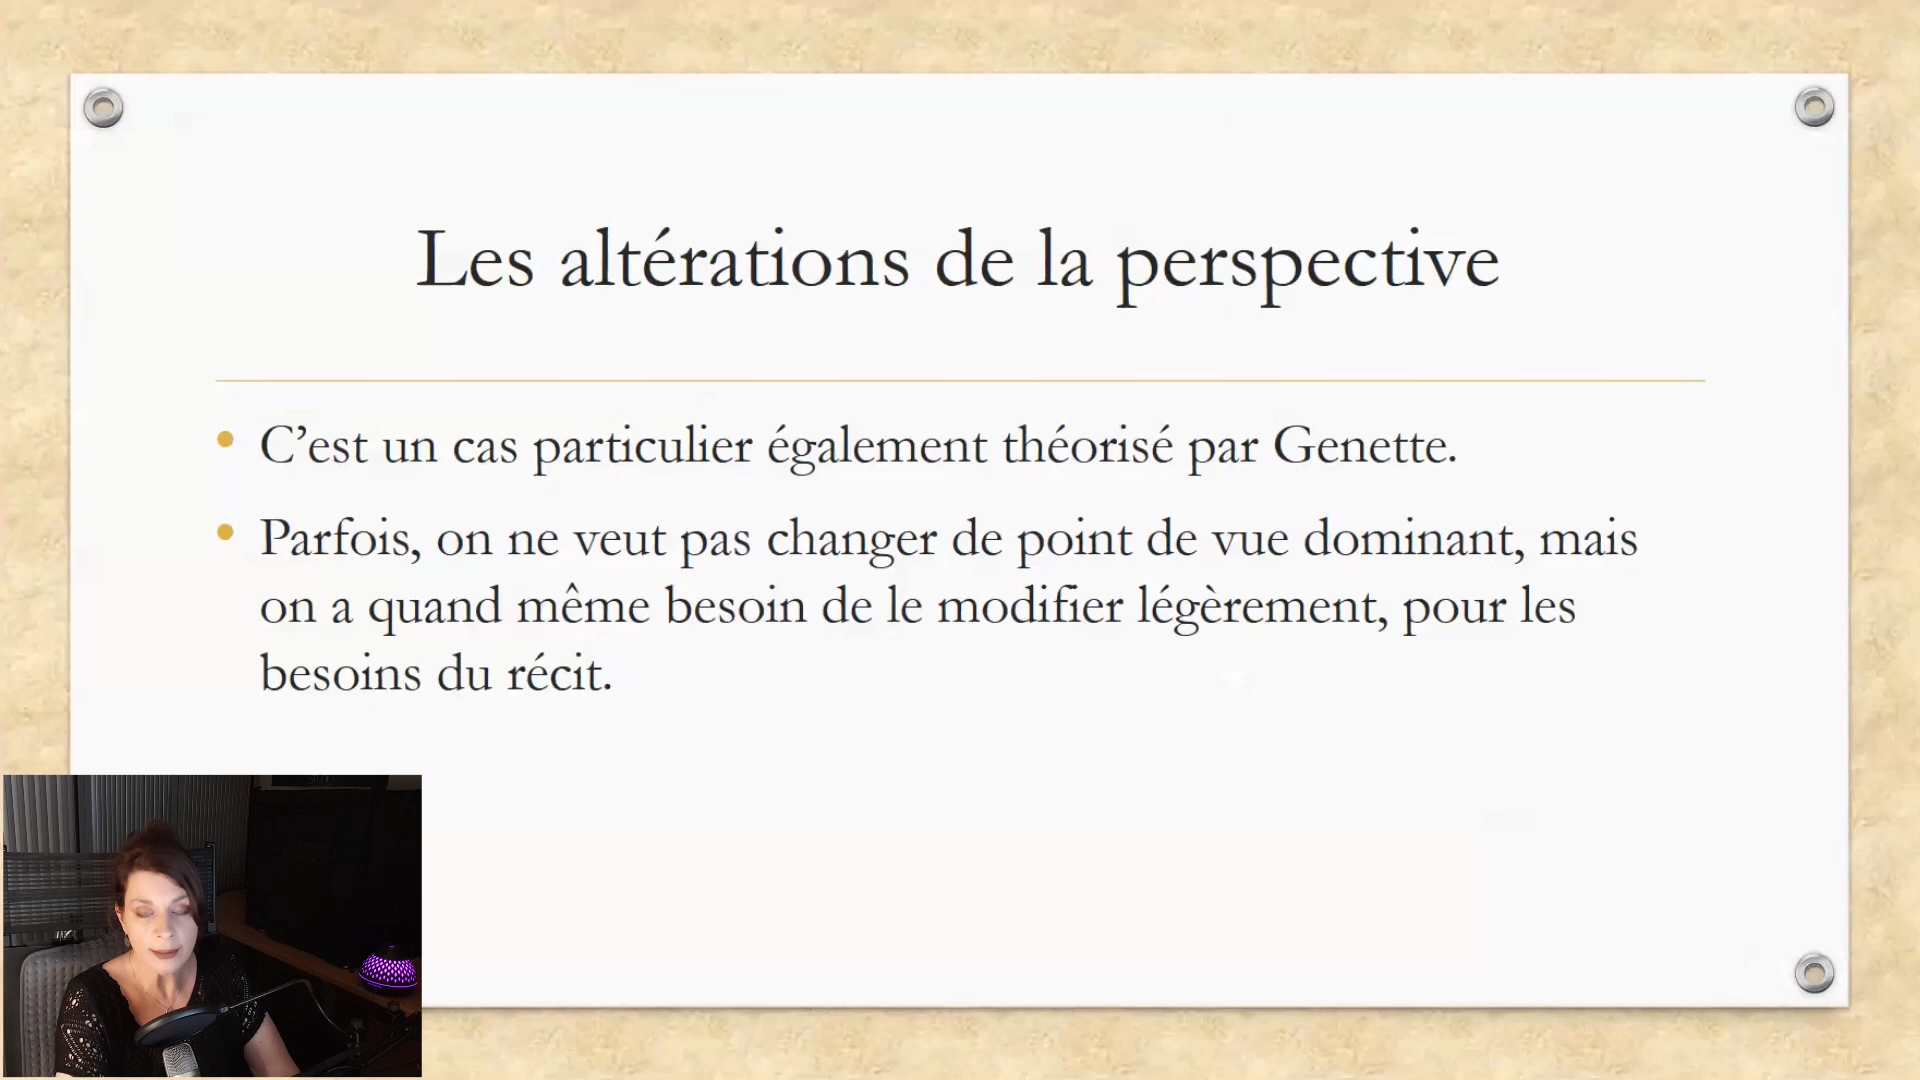 Les altérations de la perspective
• C’est un cas particulier également théorisé par Genette.
• Parfois, on ne veut pas changer de point de vue dominant, mais
on a quand même besoin de le modifier légèrement, pour les
besoins du récit.